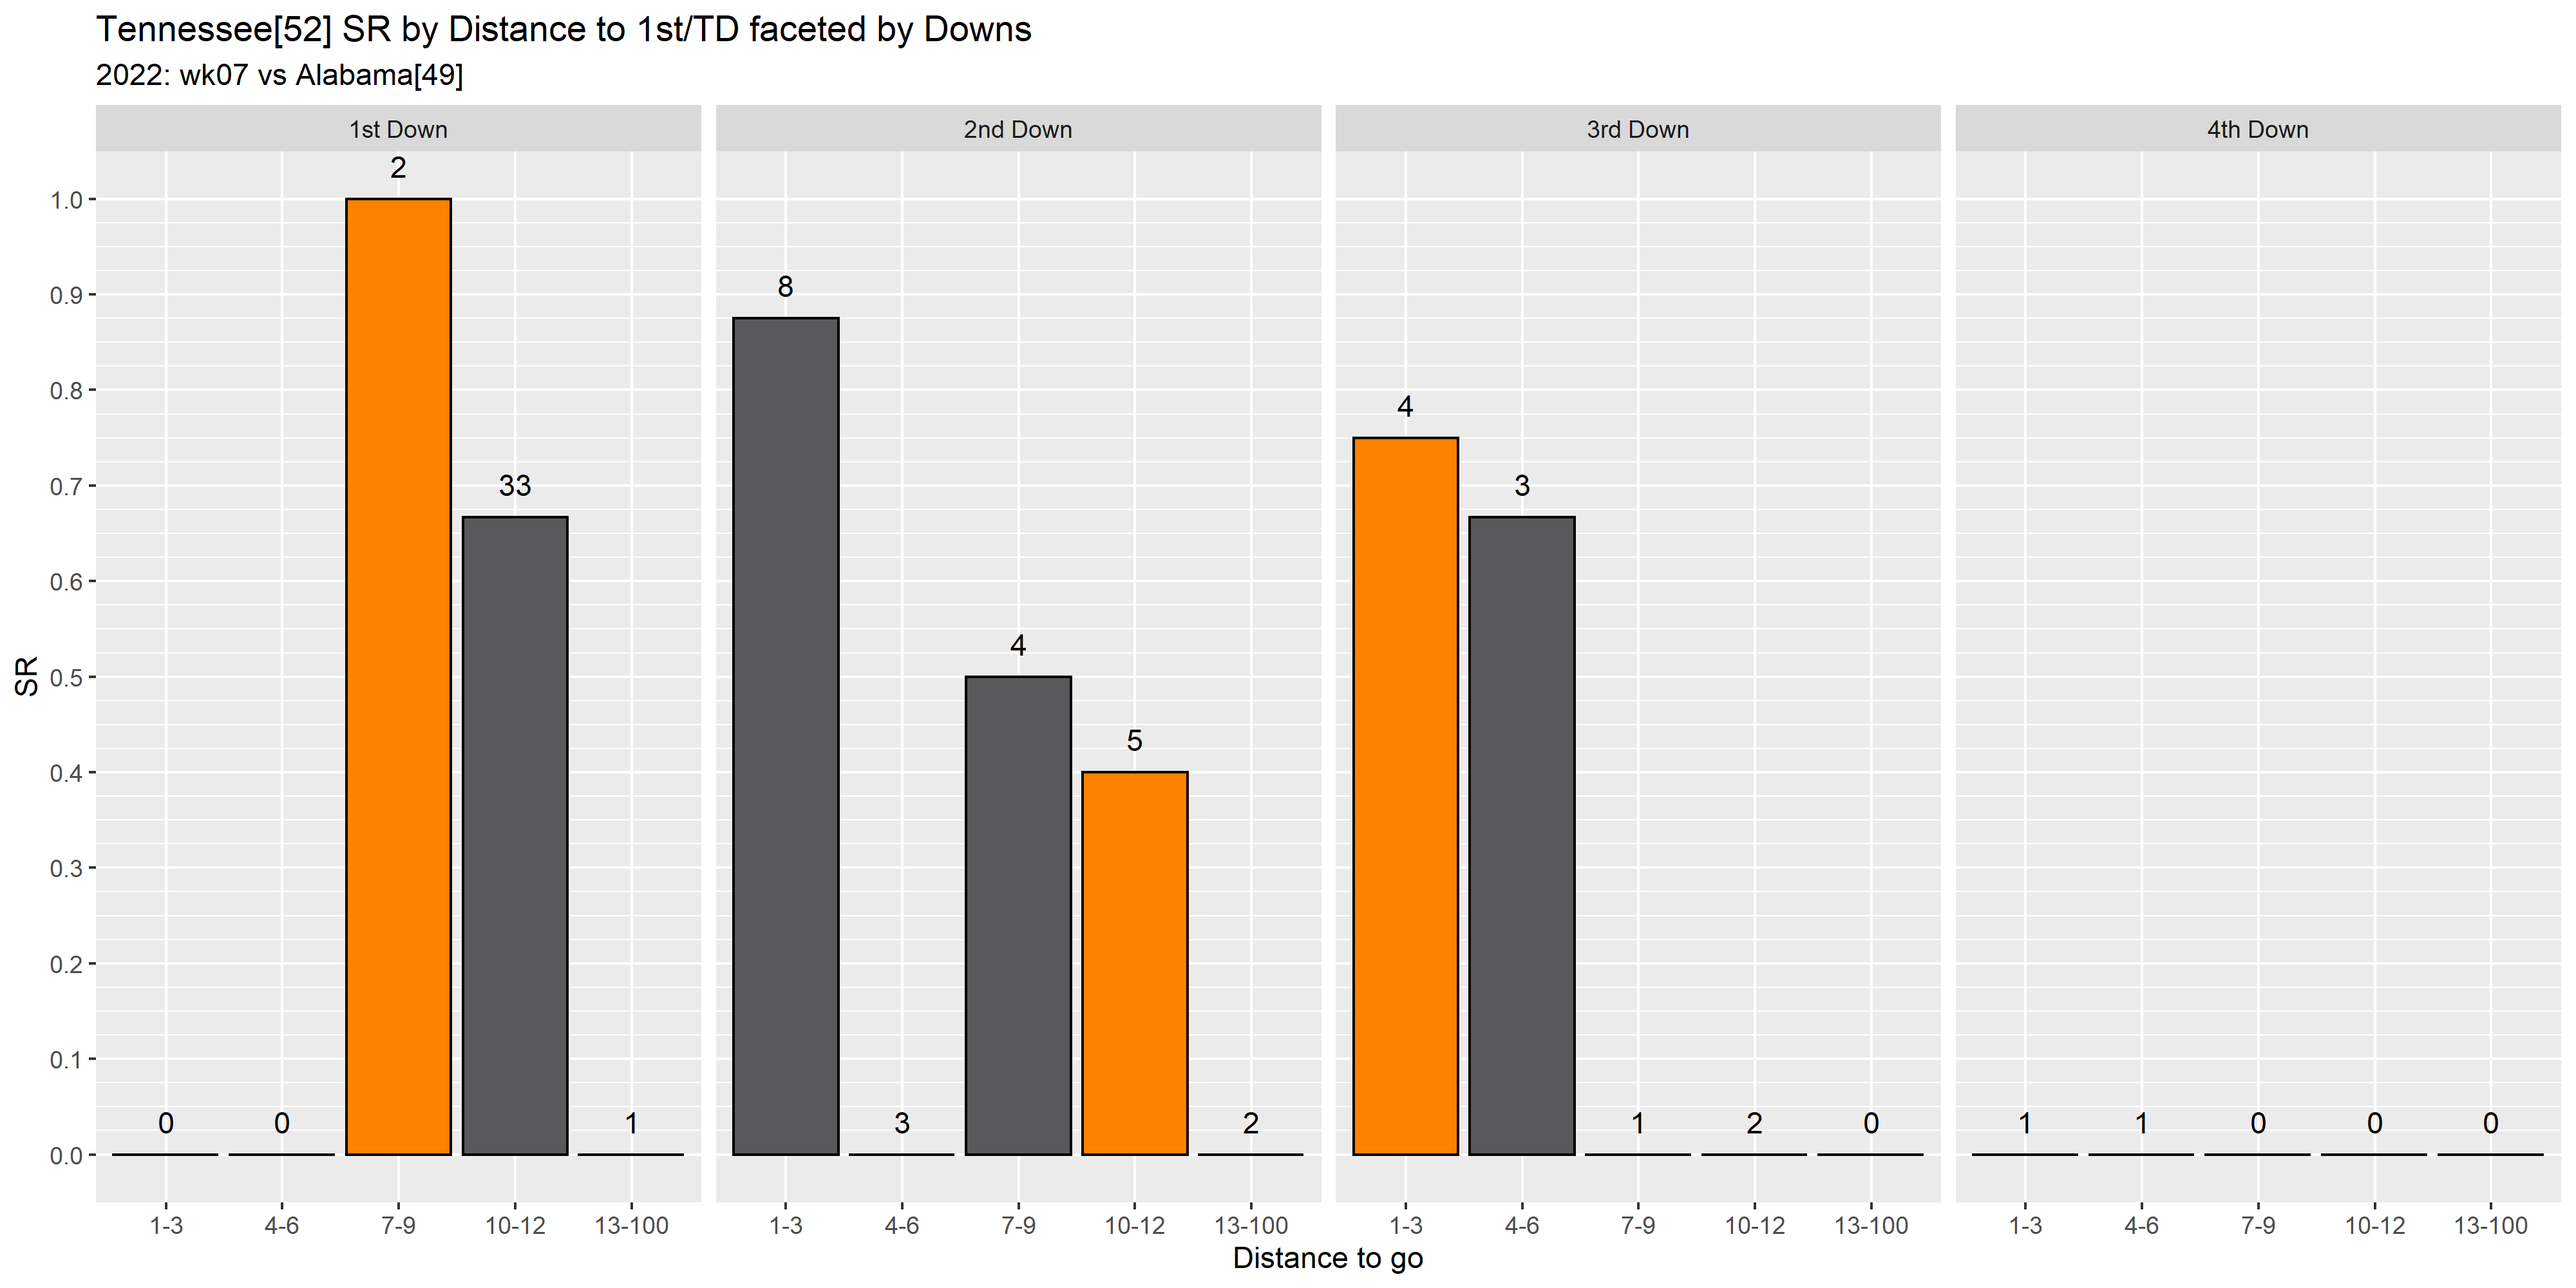 Tennessee[52] SR by Distance to 1st/TD faceted by Downs
2022: wk07 vs Alabama[49]
1st Down
2nd Down
3rd Down
4th Down
SR
1.0
0.9
0.8
0.7
0.6
0.5
0.4
0.3
0.2
0.1
0.0
0 0 2 33 1
8 3 4 5 2
4 3 1 2 0
1 1 0 0 0
1-3 4-6 7-9 10-12 13-100
1-3 4-6 7-9 10-12 13-100
1-3 4-6 7-9 10-12 13-100
1-3 4-6 7-9 10-12 13-100
Distance to go